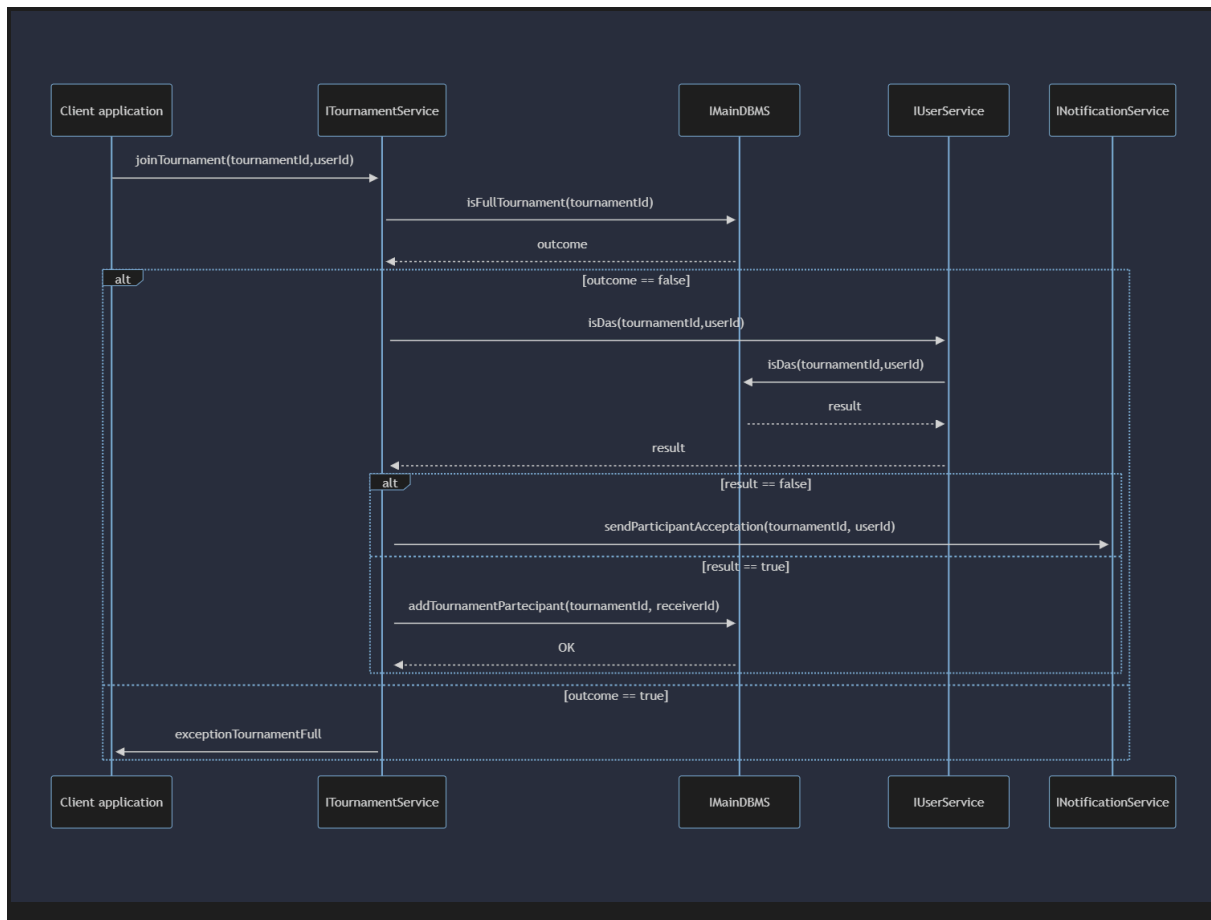 Client application
ITournamentService
IMainDBMS
IUserService
INotificationService
joinTournament(tournamentId,userId)
isFullTournament(tournamentId)
outcome
alt
[outcome == false]
isDas(tournamentId,userId)
isDas(tournamentId,userId)
result
result
alt
[result == false]
sendParticipantAcceptation(tournamentId, userId)
[result == true]
addTournamentPartecipant(tournamentId, receiverId)
OK
[outcome == true]
exceptionTournamentFull
Client application
ITournamentService
IMainDBMS
IUserService
INotificationService